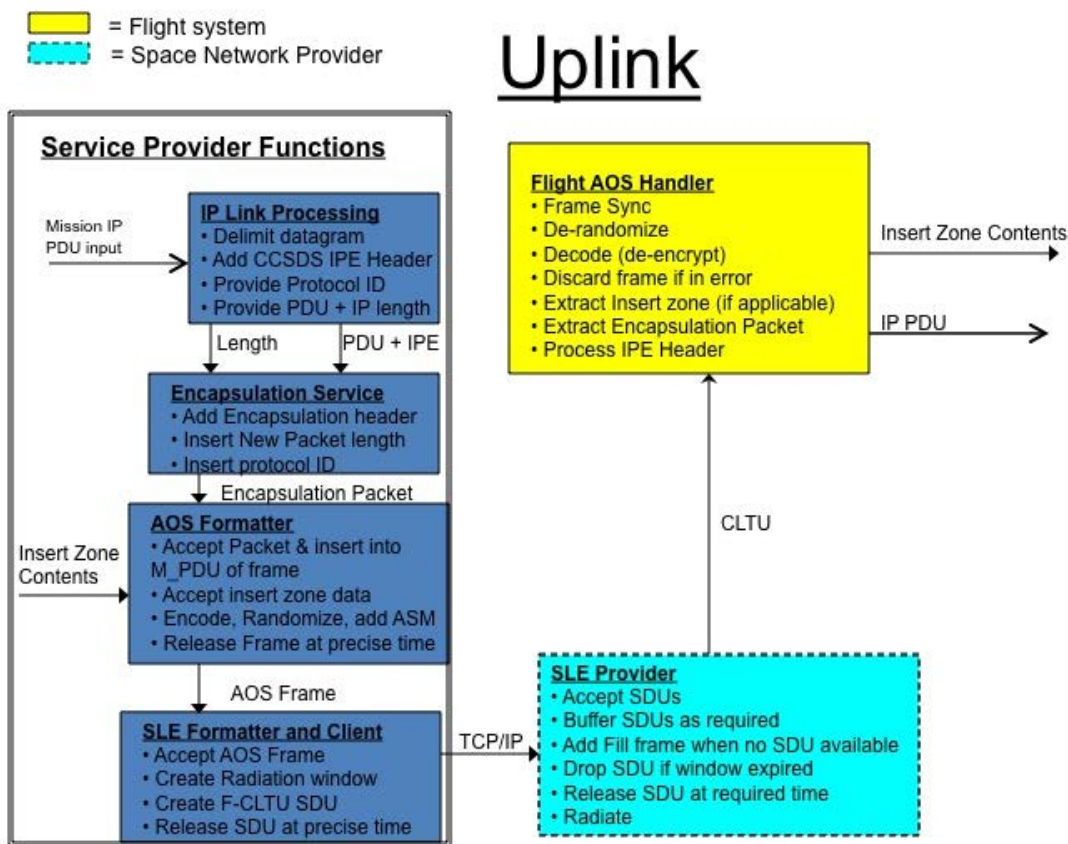 = Flight system
= Space Network Provider
Uplink
Service Provider Functions
Mission IP
PDU input
IP Link Processing
• Delimit datagram
• Add CCSDS IPE Header
• Provide Protocol ID
• Provide PDU + IP length
Length
PDU + IPE
Encapsulation Service
• Add Encapsulation header
• Insert New Packet length
• Insert protocol ID
Encapsulation Packet
Insert Zone
Contents
AOS Formatter
• Accept Packet & insert into
M_PDU of frame
• Accept insert zone data
• Encode, Randomize, add ASM
• Release Frame at precise time
AOS Frame
SLE Formatter and Client
• Accept AOS Frame
• Create Radiation window
• Create F-CLTU SDU
• Release SDU at precise time
TCP/IP
SLE Provider
• Accept SDUs
• Buffer SDUs as required
• Add Fill frame when no SDU available
• Drop SDU if window expired
• Release SDU at required time
• Radiate
CLTU
Flight AOS Handler
• Frame Sync
• De-randomize
• Decode (de-encrypt)
• Discard frame if in error
• Extract Insert zone (if applicable)
• Extract Encapsulation Packet
• Process IPE Header
Insert Zone Contents
IP PDU